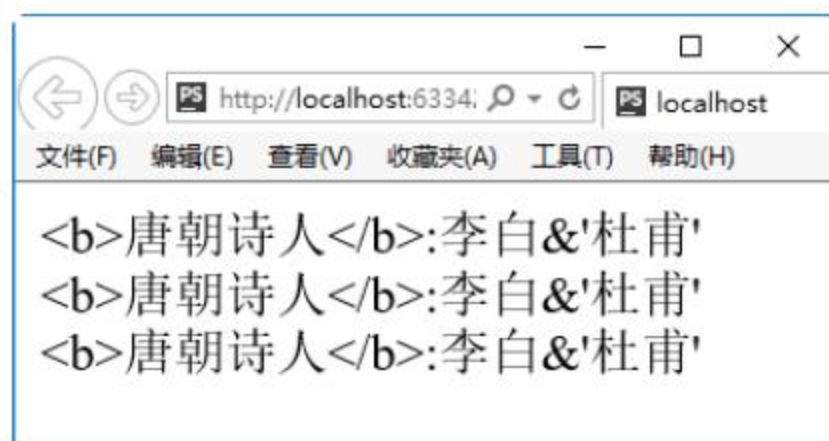 PS http://localhost:6334 PS localhost
文件(F) 编辑(E) 查看(V) 收藏夹(A) 工具(T) 帮助(H)
<b>唐朝诗人</b>:李白&'杜甫'
<b>唐朝诗人</b>:李白&'杜甫'
<b>唐朝诗人</b>:李白&'杜甫'